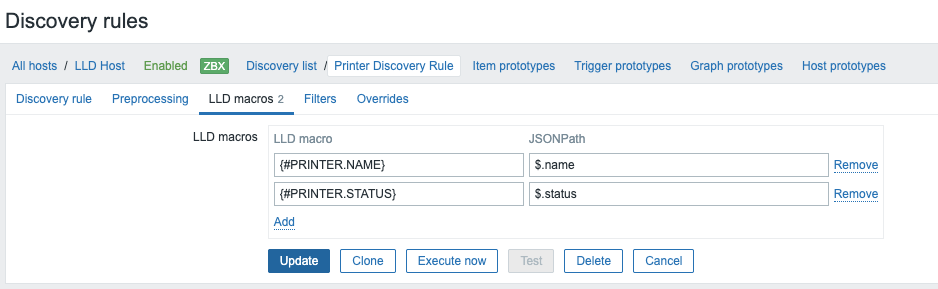 Discovery rules
All hosts / LLD Host Enabled ZBX Discovery list / Printer Discovery Rule Item prototypes Trigger prototypes Graph prototypes Host prototypes
Discovery rule Preprocessing LLD macros 2 Filters Overrides
LLD macros LLD macro JSONPath
{#PRINTER.NAME} $.name Remove
{#PRINTER.STATUS} $.status Remove
Add
Update Clone Execute now Test Delete Cancel